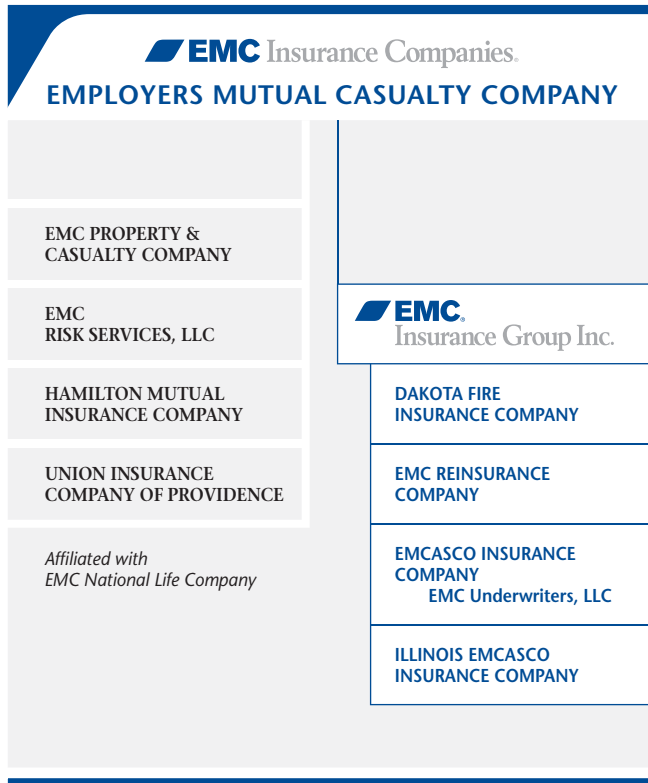 EMC Insurance Companies®
EMPLOYERS MUTUAL CASUALTY COMPANY
EMC PROPERTY &
CASUALTY COMPANY
EMC
RISK SERVICES, LLC
HAMILTON MUTUAL
INSURANCE COMPANY
UNION INSURANCE
COMPANY OF PROVIDENCE
Affiliated with
EMC National Life Company
EMC®
Insurance Group Inc.
DAKOTA FIRE
INSURANCE COMPANY
EMC REINSURANCE
COMPANY
EMCASCO INSURANCE
COMPANY
EMC Underwriters, LLC
ILLINOIS EMCASCO
INSURANCE COMPANY